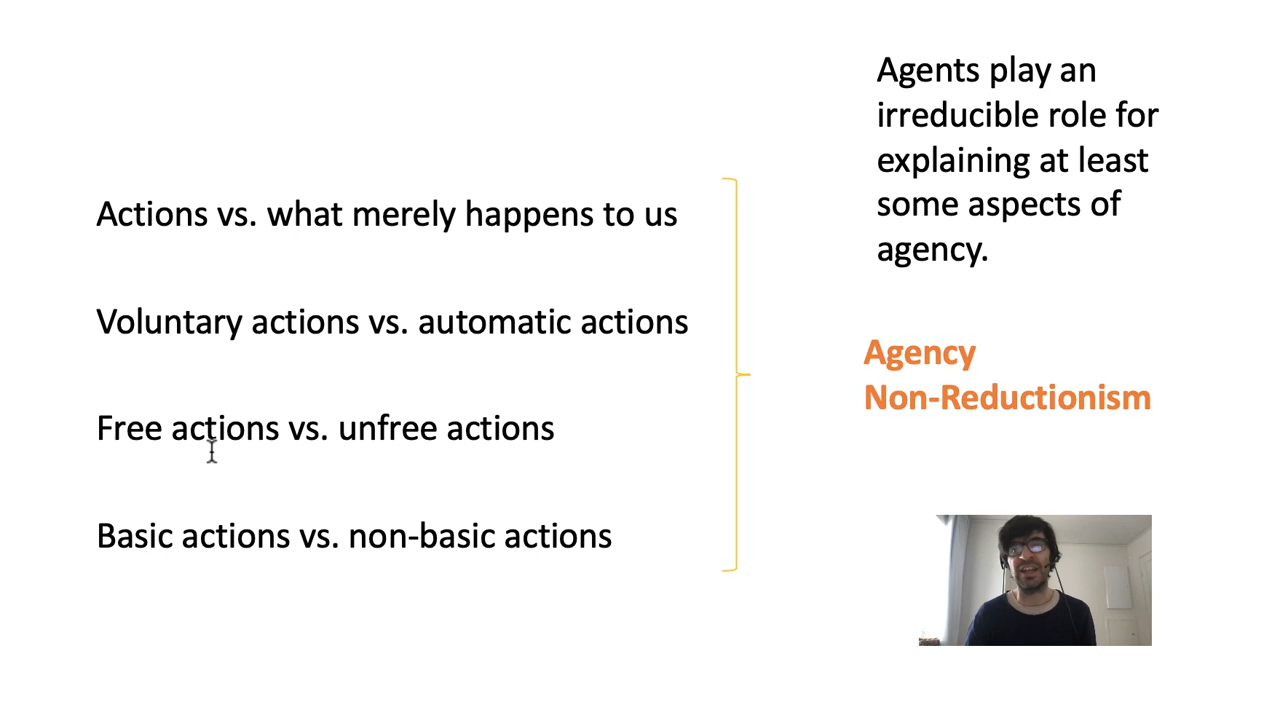 Actions vs. what merely happens to us
Voluntary actions vs. automatic actions
Free actions vs. unfree actions
Basic actions vs. non-basic actions
Agents play an
irreducible role for
explaining at least
some aspects of
agency.
Agency
Non-Reductionism